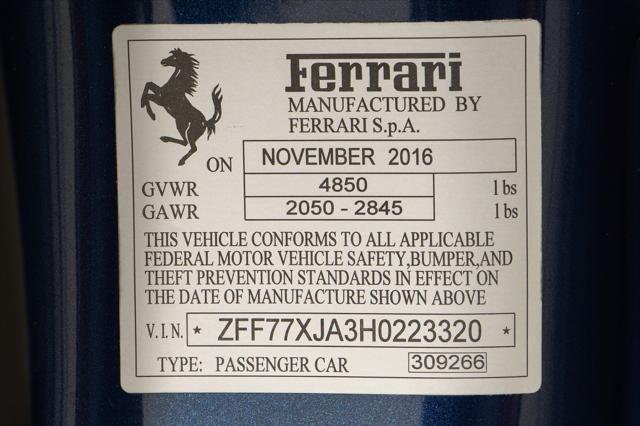 Ferrari
MANUFACTURED BY
FERRARI S.p.A.
ON NOVEMBER 2016
GVWR 4850 lbs
GAWR 2050 - 2845 lbs
THIS VEHICLE CONFORMS TO ALL APPLICABLE
FEDERAL MOTOR VEHICLE SAFETY,BUMPER,AND
THEFT PREVENTION STANDARDS IN EFFECT ON
THE DATE OF MANUFACTURE SHOWN ABOVE
V.I.N. * ZFF77XJA3H0223320 *
TYPE: PASSENGER CAR 309266